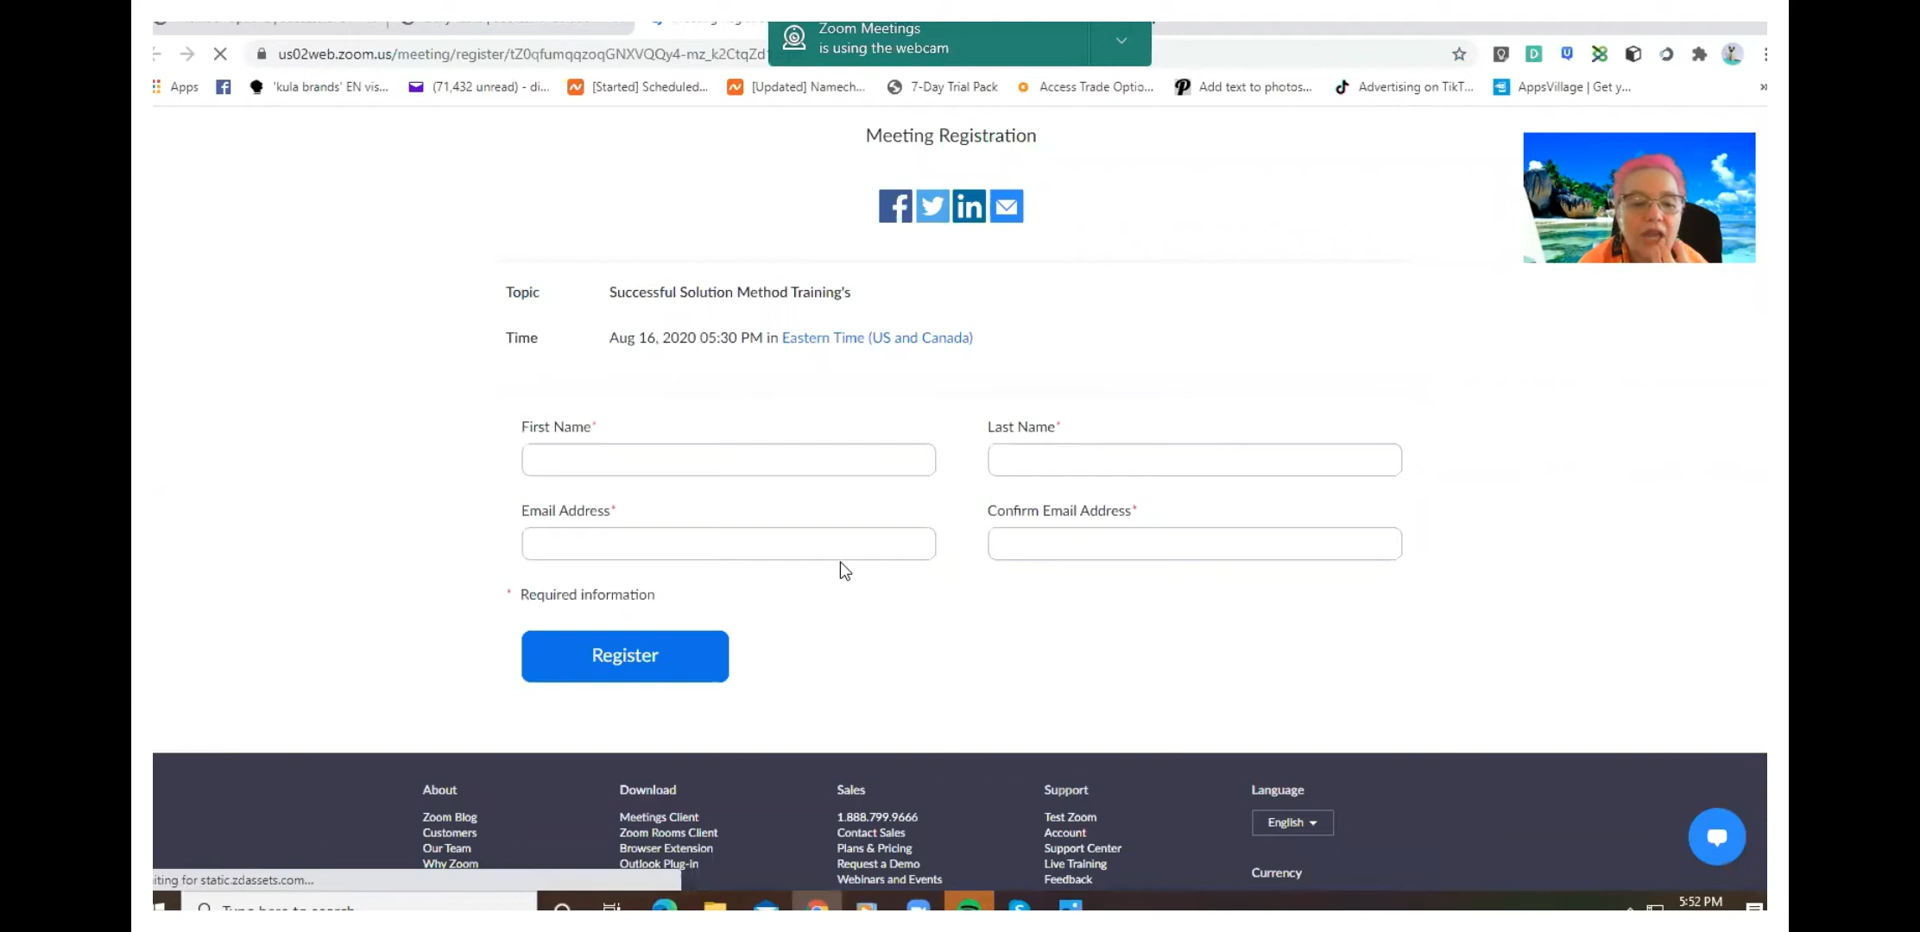 Zoom Meetings
is using the webcam
us02web.zoom.us/meeting/register/tZ0qfumqqzoqGNXVQQy4-mz_k2CtqZd
Apps 'kula brands' EN vis... (71,432 unread) - di... [Started] Scheduled... [Updated] Namech... 7-Day Trial Pack Access Trade Optio... Add text to photos... Advertising on TikT... AppsVillage | Get y... »
Meeting Registration
Topic Successful Solution Method Training's
Time Aug 16, 2020 05:30 PM in Eastern Time (US and Canada)
First Name* Last Name*
Email Address* Confirm Email Address*
* Required information
Register
About Download Sales Support Language
Zoom Blog Meetings Client 1.888.799.9666 Test Zoom English
Customers Zoom Rooms Client Contact Sales Account
Our Team Browser Extension Plans & Pricing Support Center
Why Zoom Outlook Plug-in Request a Demo Live Training
Webinars and Events Feedback Currency
iting for static.zdassets.com...
Type here to search
5:52 PM